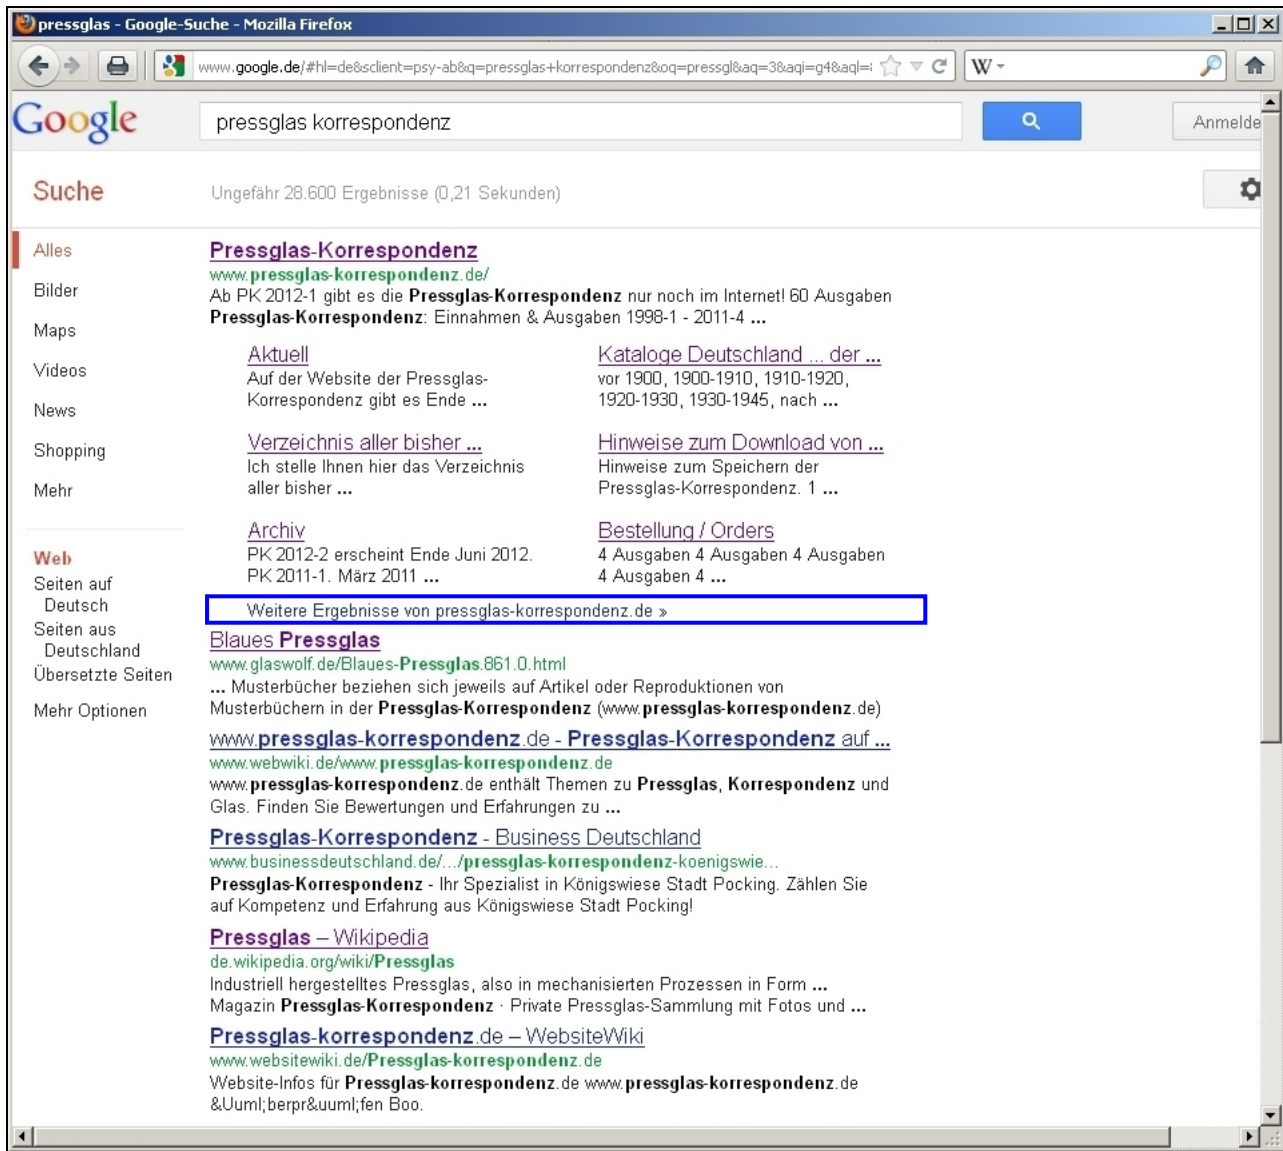 pressglas - Google-Suche - Mozilla Firefox
www.google.de/#hl=de&sclient=psy-ab&q=pressglas+korrespondenz&oq=pressgl&aq=3&aqi=g4&aql=
W
Google
pressglas korrespondenz
Anmelde
Suche
Ungefähr 28.600 Ergebnisse (0,21 Sekunden)
Alles
Bilder
Maps
Videos
News
Shopping
Mehr
Web
Seiten auf
Deutsch
Seiten aus
Deutschland
Übersetzte Seiten
Mehr Optionen
Pressglas-Korrespondenz
www.pressglas-korrespondenz.de/
Ab PK 2012-1 gibt es die Pressglas-Korrespondenz nur noch im Internet! 60 Ausgaben
Pressglas-Korrespondenz: Einnahmen & Ausgaben 1998-1 - 2011-4 ...
Aktuell
Auf der Website der Pressglas-
Korrespondenz gibt es Ende ...
Kataloge Deutschland ... der ...
vor 1900, 1900-1910, 1910-1920,
1920-1930, 1930-1945, nach ...
Verzeichnis aller bisher ...
Ich stelle Ihnen hier das Verzeichnis
aller bisher ...
Hinweise zum Download von ...
Hinweise zum Speichern der
Pressglas-Korrespondenz. 1 ...
Archiv
PK 2012-2 erscheint Ende Juni 2012.
PK 2011-1. März 2011 ...
Bestellung / Orders
4 Ausgaben 4 Ausgaben 4 Ausgaben
4 Ausgaben 4 ...
Weitere Ergebnisse von pressglas-korrespondenz.de »
Blaues Pressglas
www.glaswolf.de/Blaues-Pressglas.861.0.html
... Musterbücher beziehen sich jeweils auf Artikel oder Reproduktionen von
Musterbüchern in der Pressglas-Korrespondenz (www.pressglas-korrespondenz.de)
www.pressglas-korrespondenz.de - Pressglas-Korrespondenz auf ...
www.webwiki.de/www.pressglas-korrespondenz.de
www.pressglas-korrespondenz.de enthält Themen zu Pressglas, Korrespondenz und
Glas. Finden Sie Bewertungen und Erfahrungen zu ...
Pressglas-Korrespondenz - Business Deutschland
www.businessdeutschland.de/.../pressglas-korrespondenz-koenigswie...
Pressglas-Korrespondenz - Ihr Spezialist in Königswiese Stadt Pocking. Zählen Sie
auf Kompetenz und Erfahrung aus Königswiese Stadt Pocking!
Pressglas – Wikipedia
de.wikipedia.org/wiki/Pressglas
Industriell hergestelltes Pressglas, also in mechanisierten Prozessen in Form ...
Magazin Pressglas-Korrespondenz · Private Pressglas-Sammlung mit Fotos und ...
Pressglas-korrespondenz.de – WebsiteWiki
www.websitewiki.de/Pressglas-korrespondenz.de
Website-Infos für Pressglas-korrespondenz.de www.pressglas-korrespondenz.de
&Uuml;berpr&uuml;fen Boo.